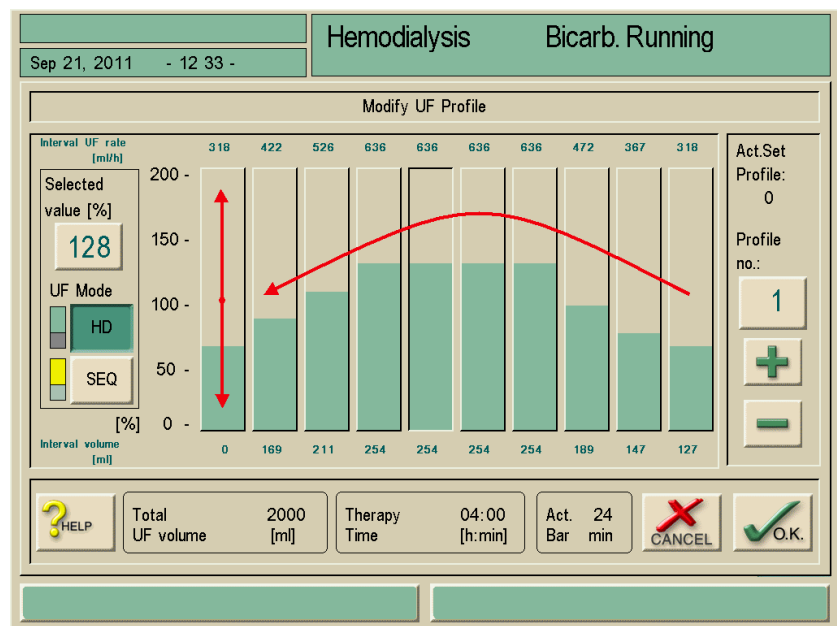 Hemodialysis Bicarb. Running
Sep 21, 2011 - 12 33 -
Modify UF Profile
Interval UF rate
[ml/h]
318 422 526 636 636 636 636 472 367 318
Selected
value [%]
128
UF Mode
HD
SEQ
200 -
150 -
100 -
50 -
[%] 0 -
Interval volume
[ml]
0 169 211 254 254 254 254 189 147 127
Act.Set
Profile:
0
Profile
no.:
1
HELP
Total 2000
UF volume [ml]
Therapy 04:00
Time [h:min]
Act. 24
Bar min
CANCEL
O.K.